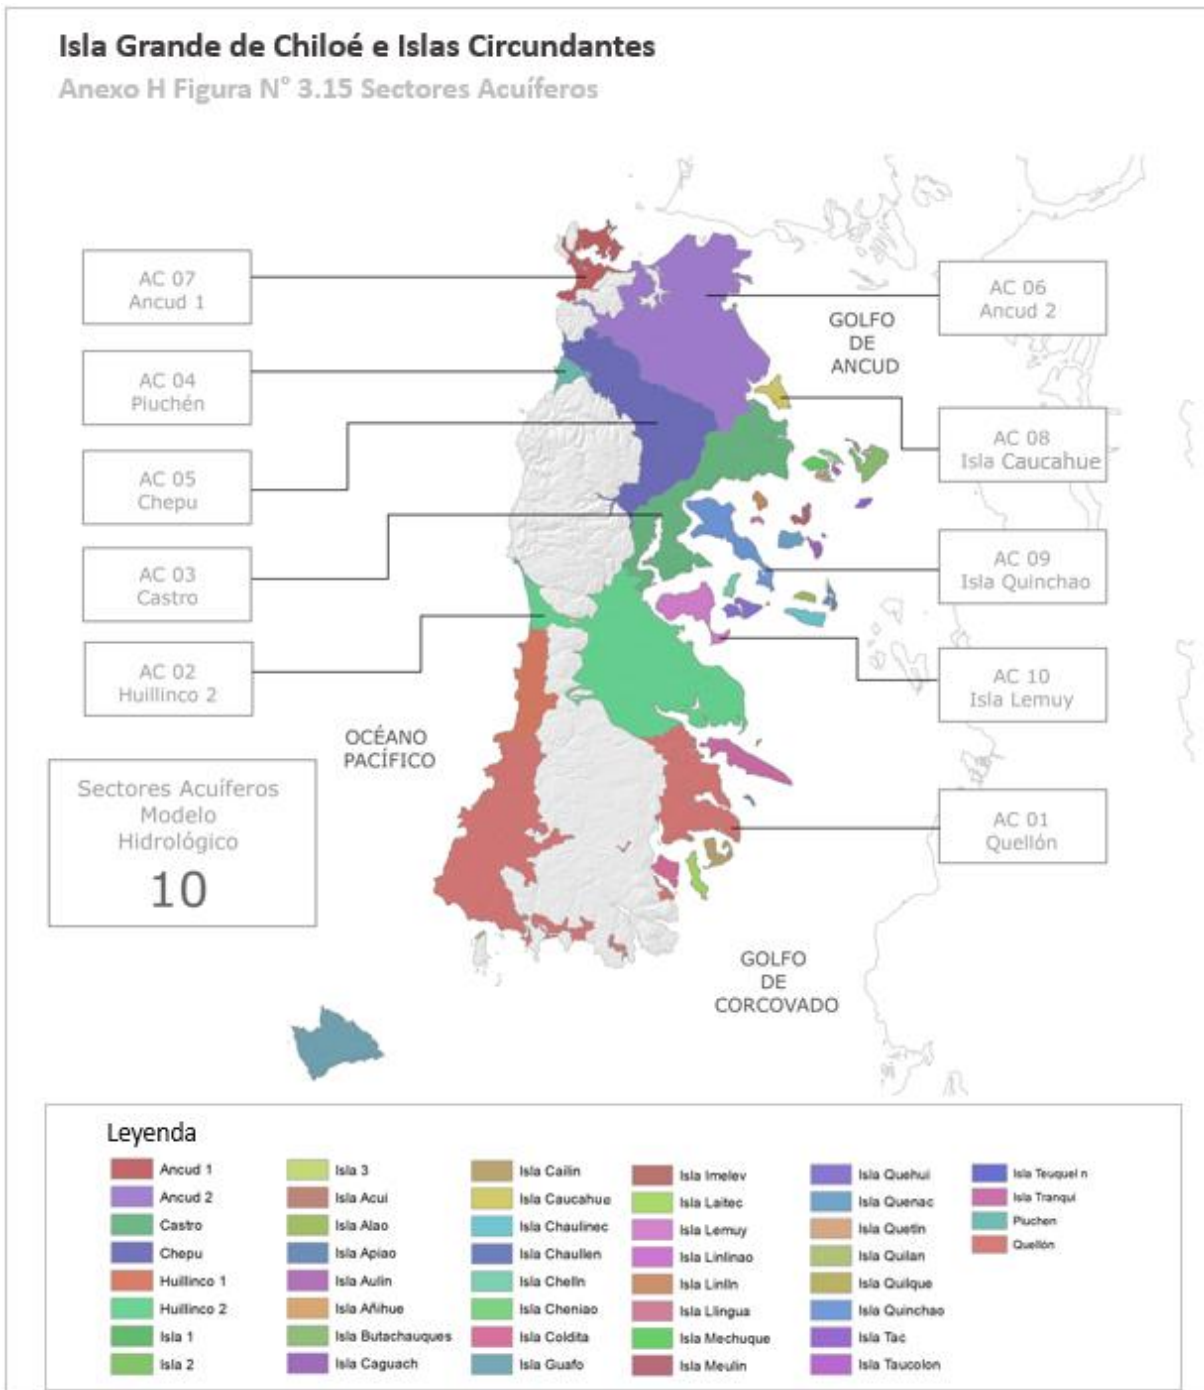 Isla Grande de Chiloé e Islas Circundantes
Anexo H Figura N° 3.15 Sectores Acuíferos
AC 07
Ancud 1
AC 04
Piuchén
AC 05
Chepu
AC 03
Castro
AC 02
Huillinco 2
AC 06
Ancud 2
GOLFO
DE
ANCUD
AC 08
Isla Caucahue
AC 09
Isla Quinchao
AC 10
Isla Lemuy
AC 01
Quellón
OCÉANO
PACÍFICO
Sectores Acuíferos
Modelo
Hidrológico
10
GOLFO
DE
CORCOVADO
Leyenda
Ancud 1
Ancud 2
Castro
Chepu
Huillinco 1
Huillinco 2
Isla 1
Isla 2
Isla 3
Isla Acui
Isla Alao
Isla Apiao
Isla Aulin
Isla Añihue
Isla Butachauques
Isla Caguach
Isla Cailin
Isla Caucahue
Isla Chaulinec
Isla Chaullen
Isla Chelln
Isla Cheniao
Isla Coldita
Isla Guafo
Isla Imelev
Isla Laitec
Isla Lemuy
Isla Linlinao
Isla Linlln
Isla Llingua
Isla Mechuque
Isla Meulin
Isla Quehui
Isla Quenac
Isla Quetln
Isla Quilan
Isla Quilque
Isla Quinchao
Isla Tac
Isla Taucolon
Isla Teuquel n
Isla Tranqui
Piuchen
Quellón